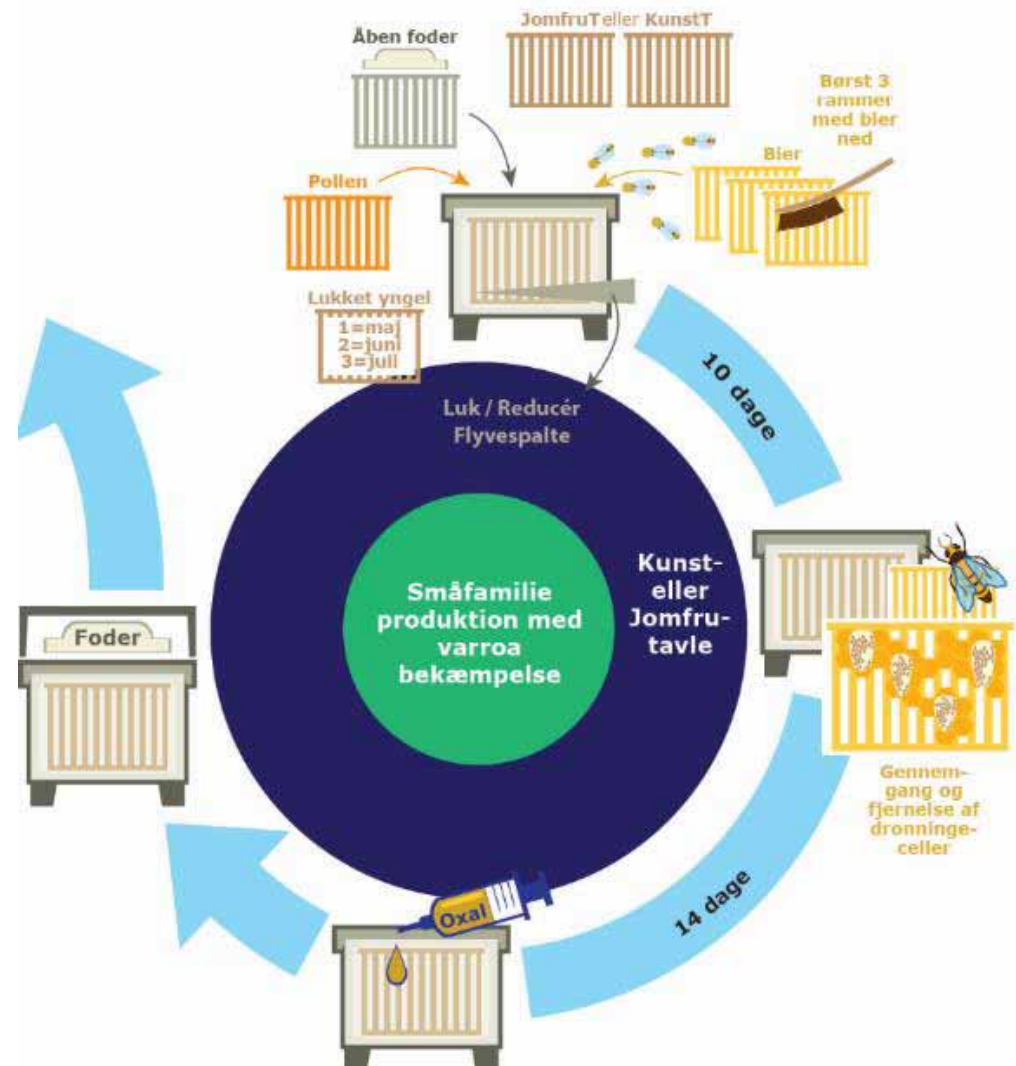 JomfruT eller KunstT
Åben foder
Børst 3
rammer
med bier
ned
Bier
Pollen
Lukket yngel
1=maj
2=juni
3=juli
10 dage
Luk / Reducér
Flyvespalte
Kunst-
eller
Jomfru-
tavle
Småfamilie
produktion med
varroa
bekæmpelse
Foder
Gennem-
gang og
fjernelse af
dronninge-
celler
14 dage
Oxal